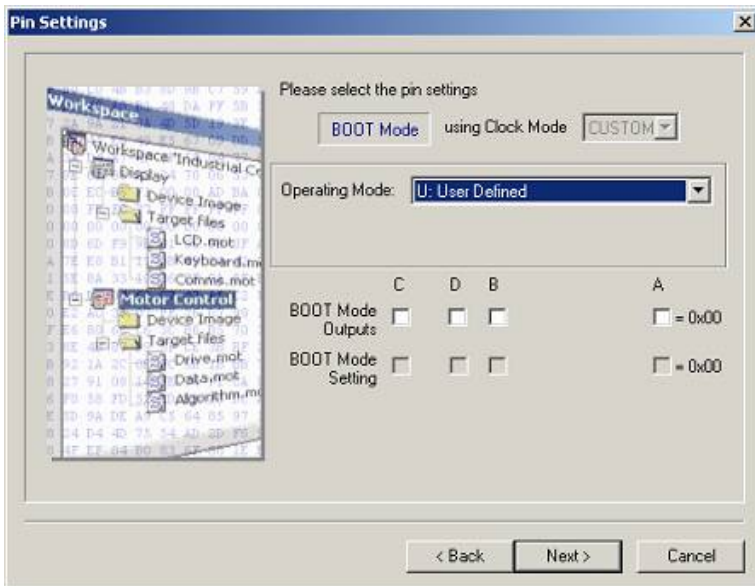 Pin Settings
Please select the pin settings
BOOT Mode using Clock Mode CUSTOM
Operating Mode: U: User Defined
C D B A
BOOT Mode Outputs = 0x00
BOOT Mode Setting = 0x00
Workspace
Workspace "Industrial Co
Display
Device Image
Target files
LCD.mot
Keyboard.m
Comms.mot
Motor Control
Device Image
Target files
Drive.mot
Data.mot
Algorithm.mo
< Back Next > Cancel